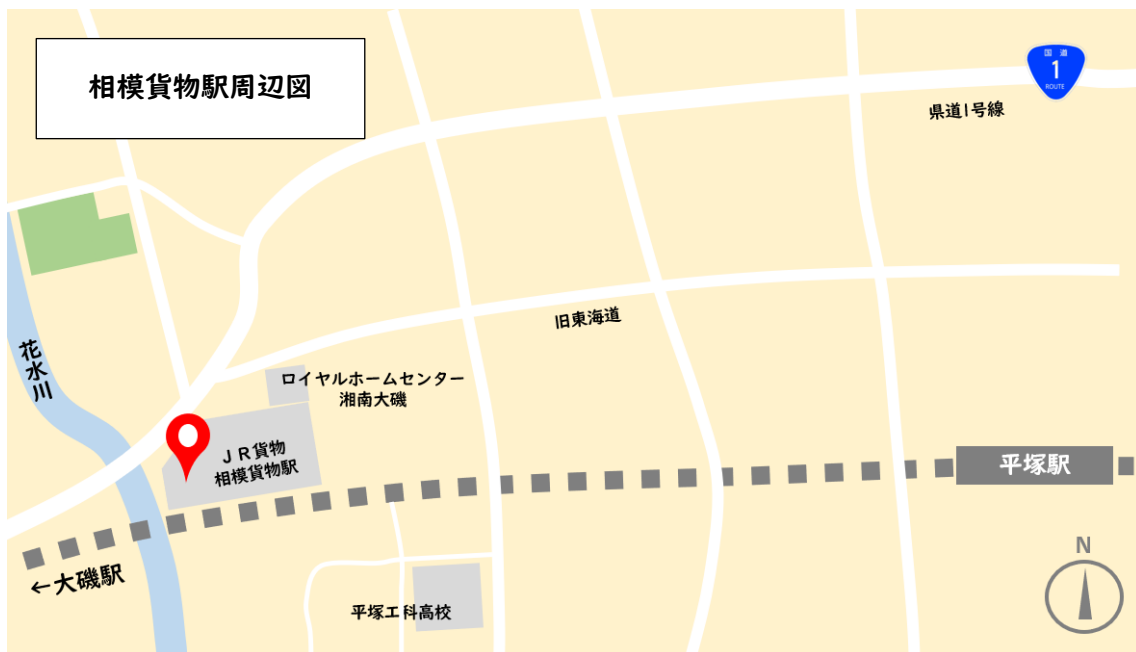 相模貨物駅周辺図
国道
1
ROUTE
県道1号線
旧東海道
花水川
ロイヤルホームセンター
湘南大磯
JR貨物
相模貨物駅
平塚駅
←大磯駅
平塚工科高校
N